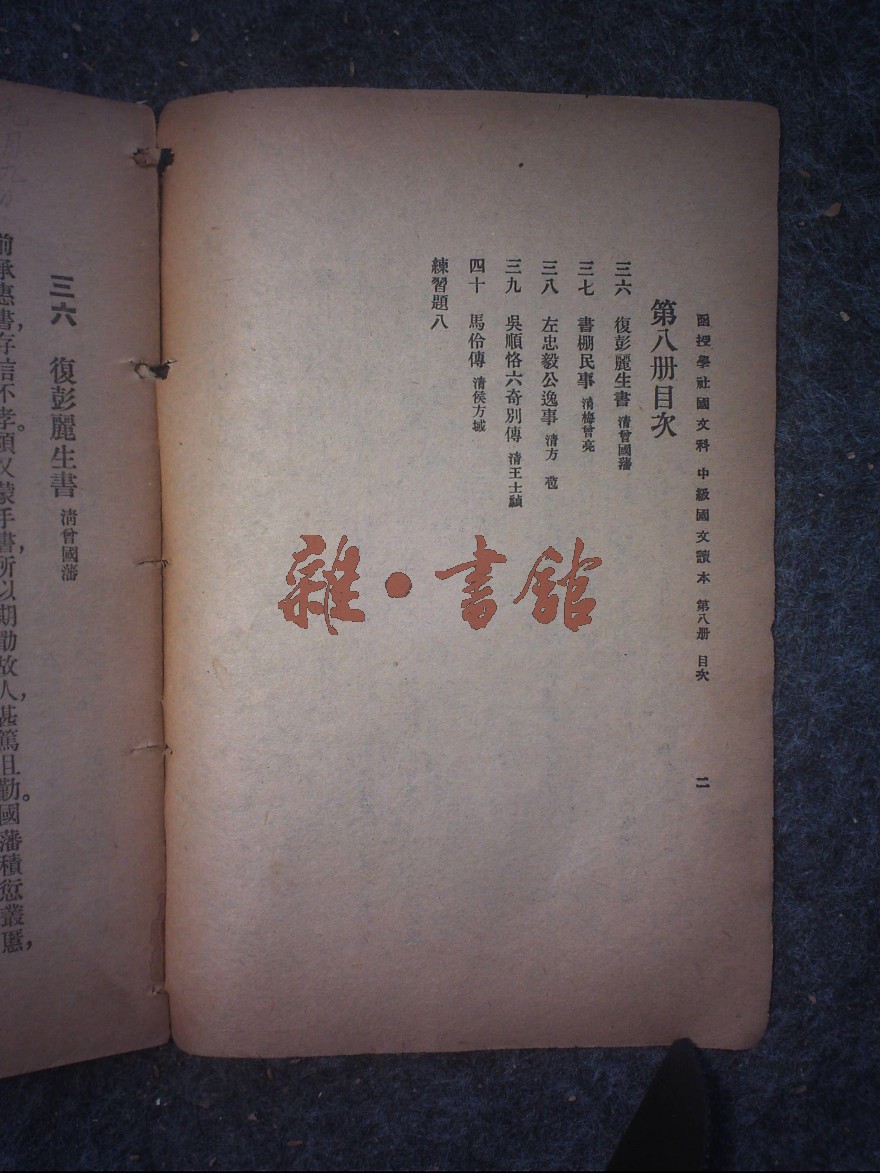 函授學社國文科 中級國文讀本 第八册 目次 二
第八册目次
三六 復彭麗生書 清曾國藩
三七 書棚民事 清梅曾亮
三八 左忠毅公逸事 清方苞
三九 吳順恪六奇別傳 清王士禎
四十 馬伶傳 清侯方域
練習題八
雜·書館
三六 復彭麗生書 清曾國藩
前承惠書,存信不孝。頃又蒙手書,所以期勖故人,甚篤且勤。國藩積愆叢慝,